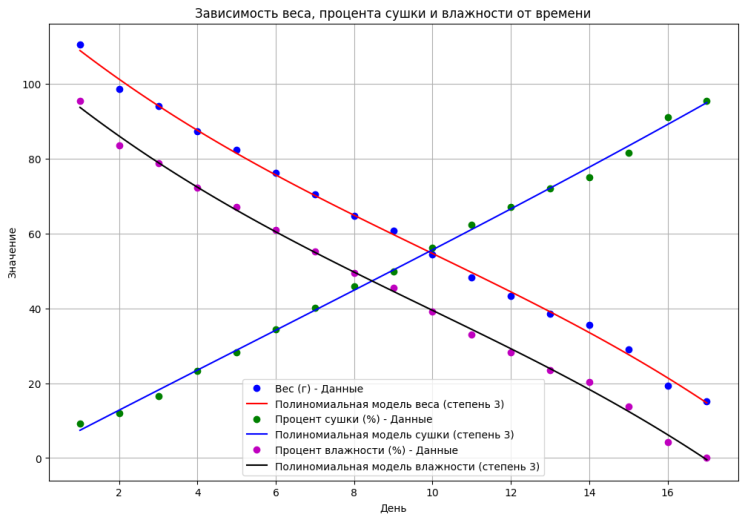 Зависимость веса, процента сушки и влажности от времени
100
80
60
40
20
0
Значение
Вес (г) - Данные
Полиномиальная модель веса (степень 3)
Процент сушки (%) - Данные
Полиномиальная модель сушки (степень 3)
Процент влажности (%) - Данные
Полиномиальная модель влажности (степень 3)
2 4 6 8 10 12 14 16
День